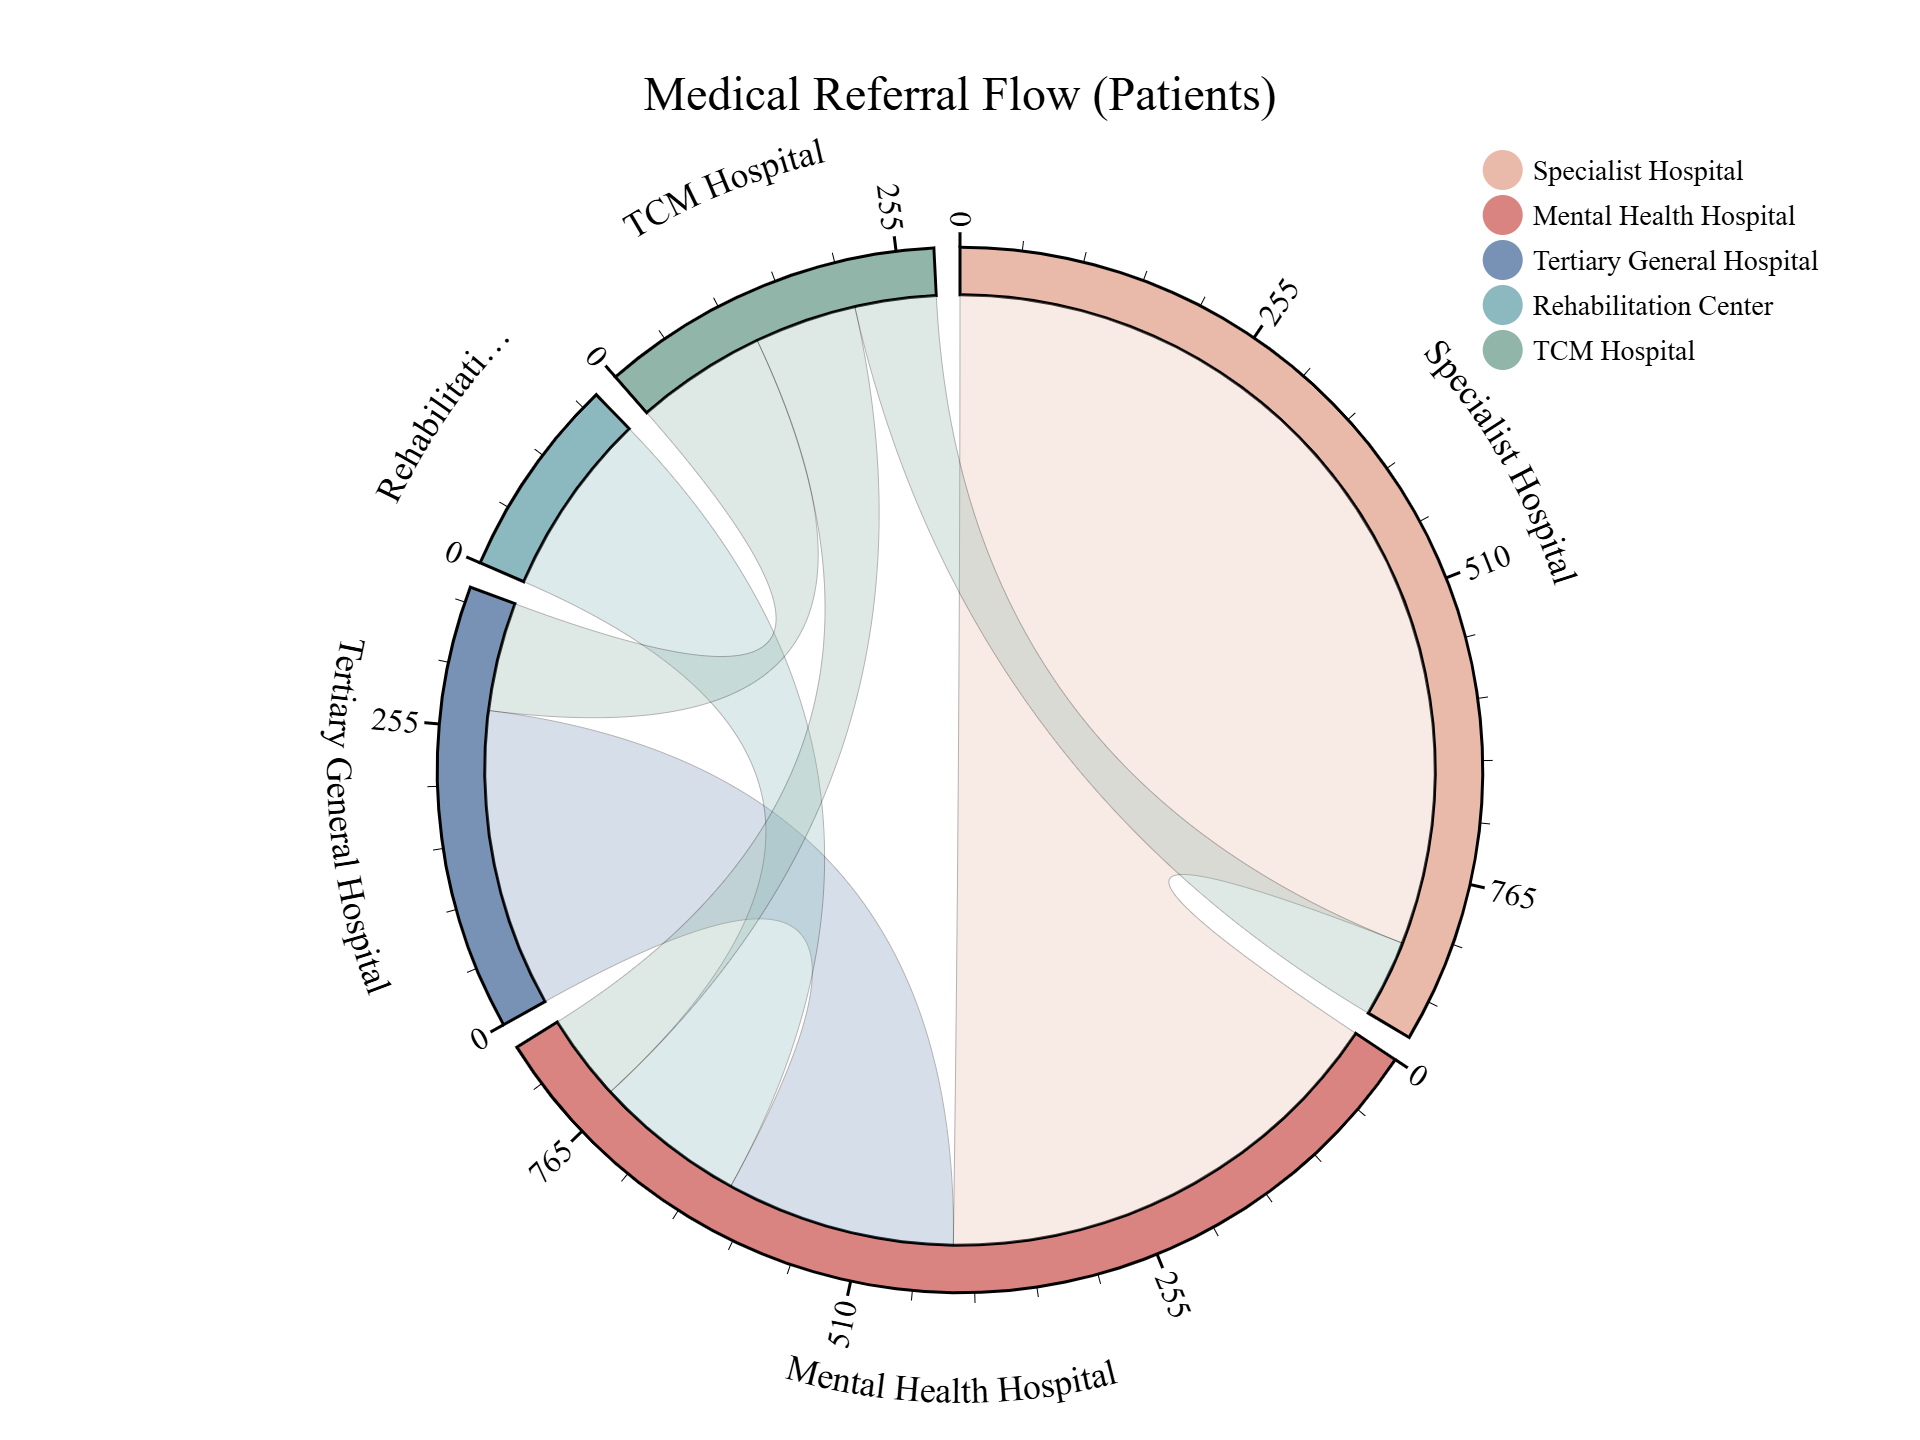 Medical Referral Flow (Patients)
Specialist Hospital
Mental Health Hospital
Tertiary General Hospital
Rehabilitation Center
TCM Hospital
0
255
510
765
Specialist Hospital
0
255
510
765
Mental Health Hospital
0
255
Tertiary General Hospital
0
Rehabilitati…
0
255
TCM Hospital